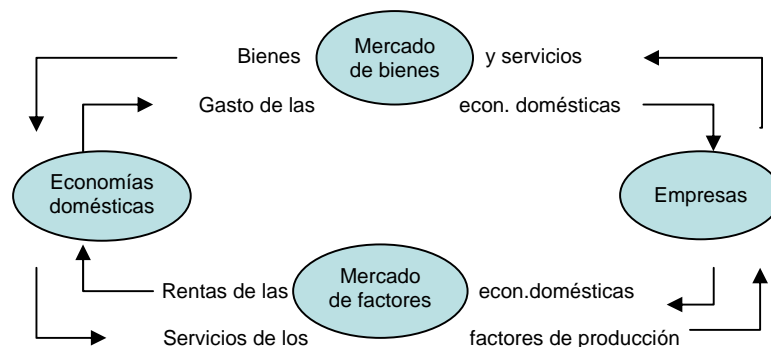 Bienes
Mercado
de bienes
y servicios
Gasto de las
econ. domésticas
Economías
domésticas
Empresas
Rentas de las
Mercado
de factores
econ.domésticas
Servicios de los
factores de producción